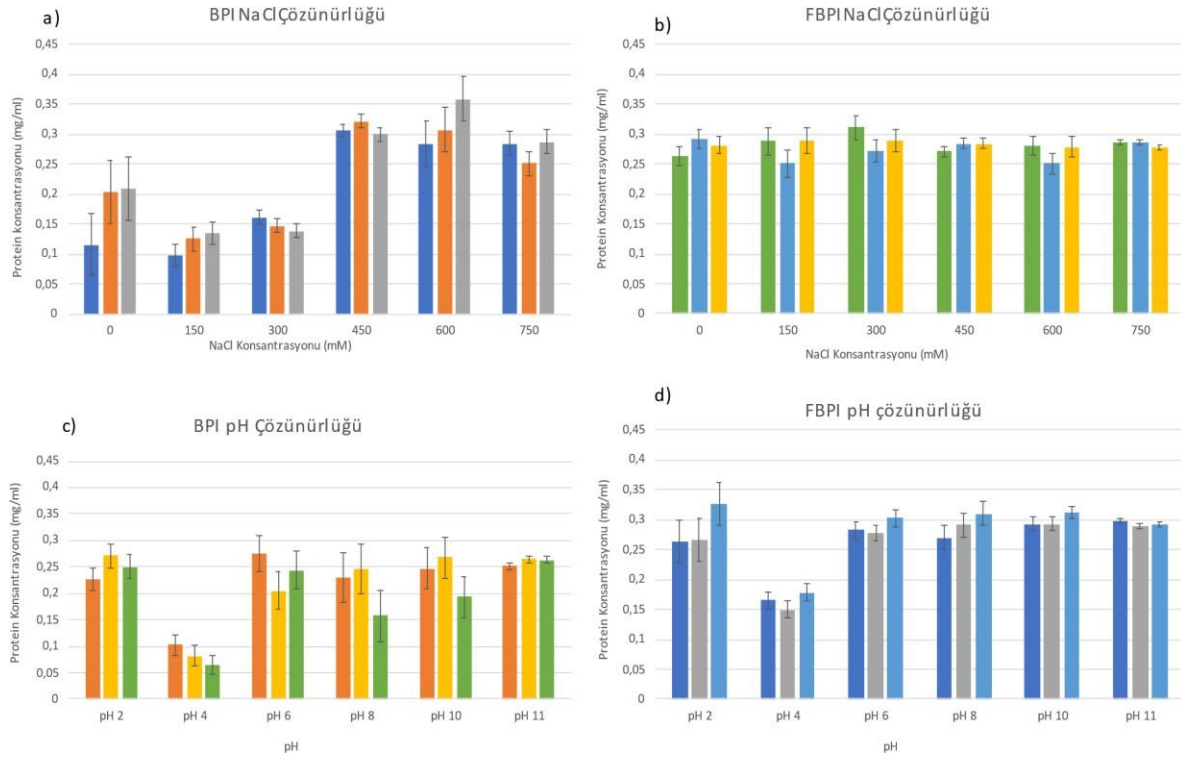 a)
BPI NaCl Çözünürlüğü
Protein konsantrasyonu (mg/ml)
0,45
0,4
0,35
0,3
0,25
0,2
0,15
0,1
0,05
0
0 150 300 450 600 750
NaCl Konsantrasyonu (mM)
b)
FBPI NaCl Çözünürlüğü
Protein Konsantrasyonu (mg/ml)
0,45
0,4
0,35
0,3
0,25
0,2
0,15
0,1
0,05
0
0 150 300 450 600 750
NaCl Konsantrasyonu (mM)
c)
BPI pH Çözünürlüğü
Protein Konsantrasyonu (mg/ml)
0,45
0,4
0,35
0,3
0,25
0,2
0,15
0,1
0,05
0
pH 2 pH 4 pH 6 pH 8 pH 10 pH 11
pH
d)
FBPI pH çözünürlüğü
Protein Konsantrasyonu (mg/ml)
0,45
0,4
0,35
0,3
0,25
0,2
0,15
0,1
0,05
0
pH 2 pH 4 pH 6 pH 8 pH 10 pH 11
pH